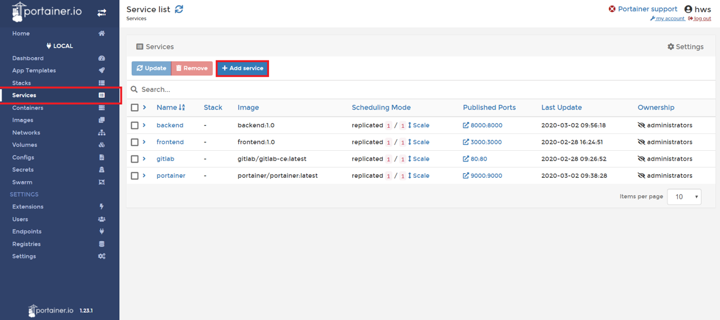 portainer.io
Home
LOCAL
Dashboard
App Templates
Stacks
Services
Containers
Images
Networks
Volumes
Configs
Secrets
Swarm
SETTINGS
Extensions
Users
Endpoints
Registries
Settings
portainer.io 1.23.1
Service list
Services
Portainer support hws
my account log out
Services Settings
Update Remove + Add service
Search...
Name Stack Image Scheduling Mode Published Ports Last Update Ownership
backend - backend:1.0 replicated 1 / 1 Scale 8000:8000 2020-03-02 09:56:18 administrators
frontend - frontend:1.0 replicated 1 / 1 Scale 3000:3000 2020-02-28 16:24:51 administrators
gitlab - gitlab/gitlab-ce:latest replicated 1 / 1 Scale 80:80 2020-02-28 09:26:52 administrators
portainer - portainer/portainer:latest replicated 1 / 1 Scale 9000:9000 2020-03-02 09:38:28 administrators
Items per page 10